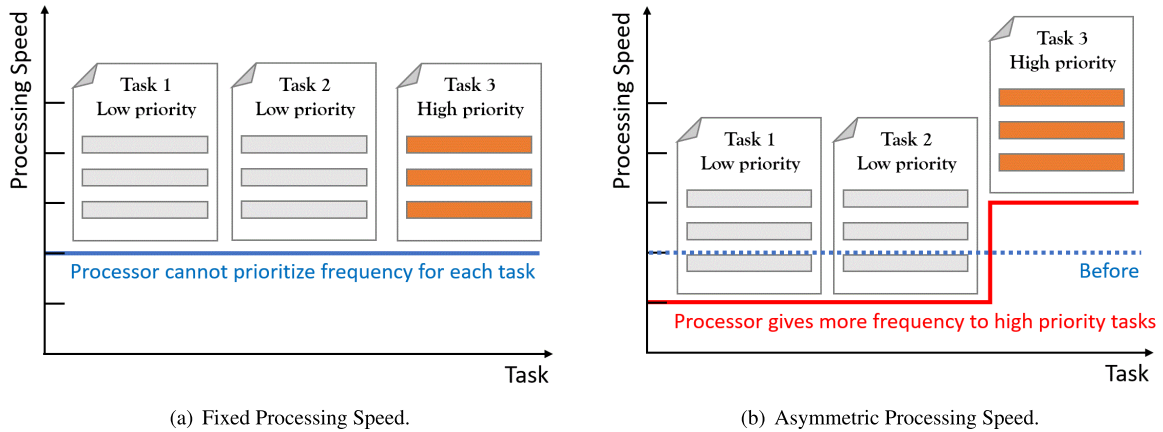 Processing Speed
Task 1
Low priority
Task 2
Low priority
Task 3
High priority
Processor cannot prioritize frequency for each task
Task
(a) Fixed Processing Speed.
Processing Speed
Task 1
Low priority
Task 2
Low priority
Task 3
High priority
Before
Processor gives more frequency to high priority tasks
Task
(b) Asymmetric Processing Speed.